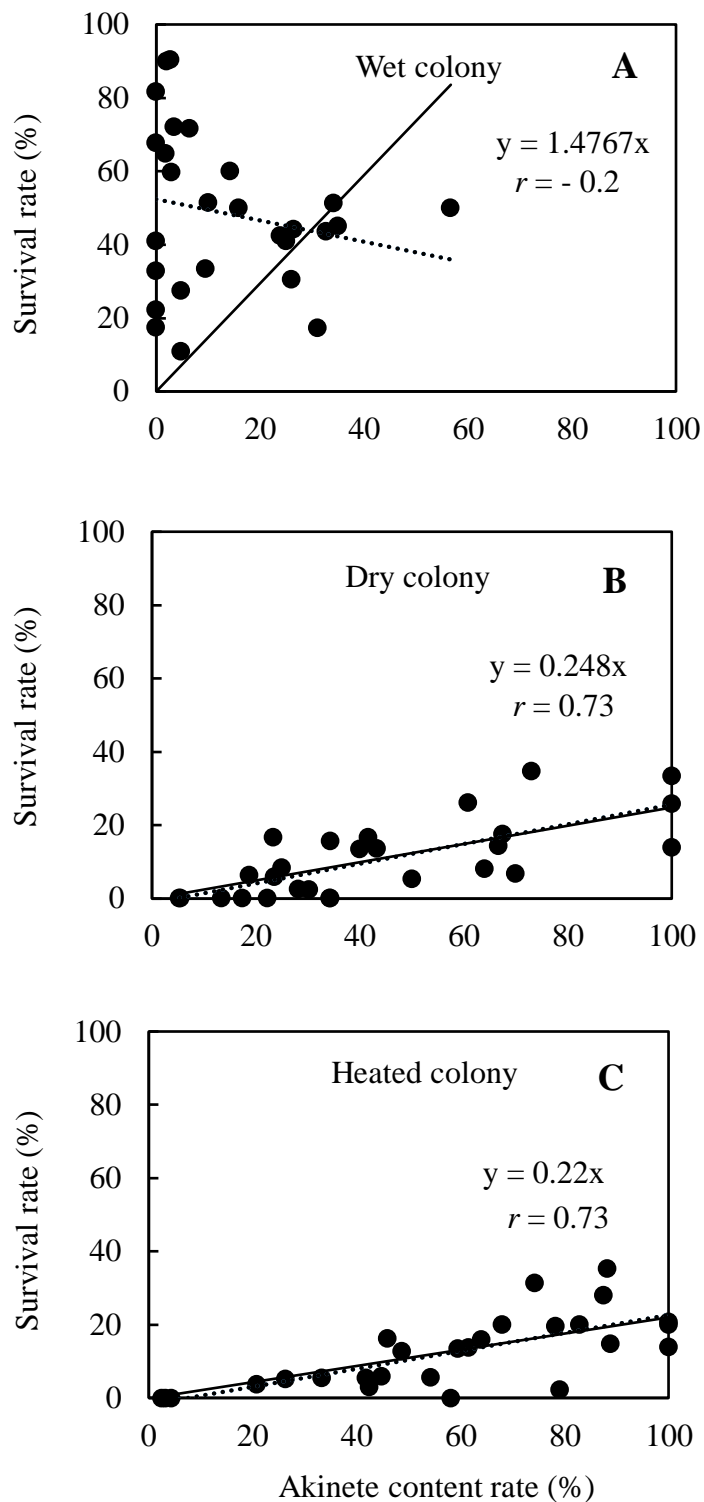 100
80
60
40
20
0
Survival rate (%)
Wet colony
A
y = 1.4767x
r = - 0.2
0 20 40 60 80 100
100
80
60
40
20
0
Survival rate (%)
Dry colony
B
y = 0.248x
r = 0.73
0 20 40 60 80 100
100
80
60
40
20
0
Survival rate (%)
Heated colony
C
y = 0.22x
r = 0.73
0 20 40 60 80 100
Akinete content rate (%)